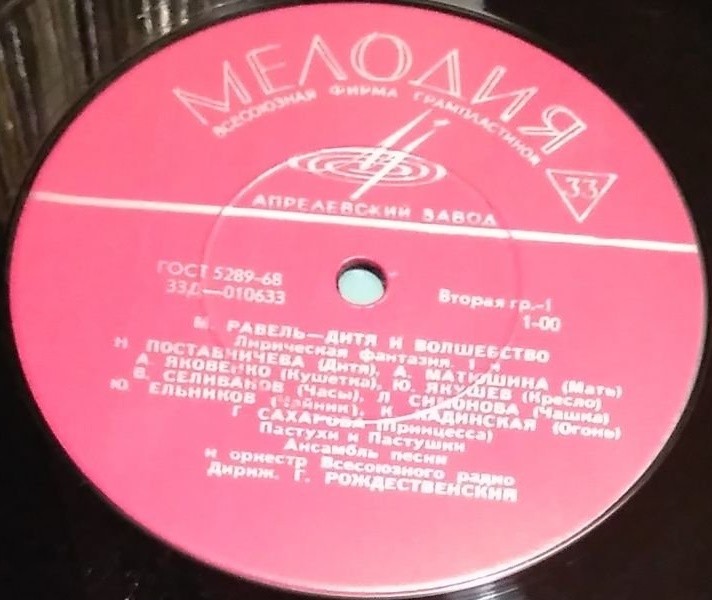 МЕЛОДИЯ
ВСЕСОЮЗНАЯ ФИРМА ГРАМПЛАСТИНОК
33
АПРЕЛЕВСКИЙ ЗАВОД
ГОСТ 5289-68
33Д—010633
Вторая гр.-1
1-00
М. РАВЕЛЬ—ДИТЯ И ВОЛШЕБСТВО
Лирическая фантазия, 1 ч
Н ПОСТАВНИЧЕВА (Дитя), А. МАТЮШИНА (Мать)
А. ЯКОВЕНКО (Кушетка), Ю. ЯКУШЕВ (Кресло)
В. СЕЛИВАНОВ (Часы), Л СИМОНОВА (Чашка)
Ю ЕЛЬНИКОВ (Чайник), КАДИНСКАЯ (Огонь)
Г САХАРОВА (Принцесса)
Пастухи и Пастушки
Ансамбль песни
и оркестр Всесоюзного радио
Дириж. Г. РОЖДЕСТВЕНСКИЙ